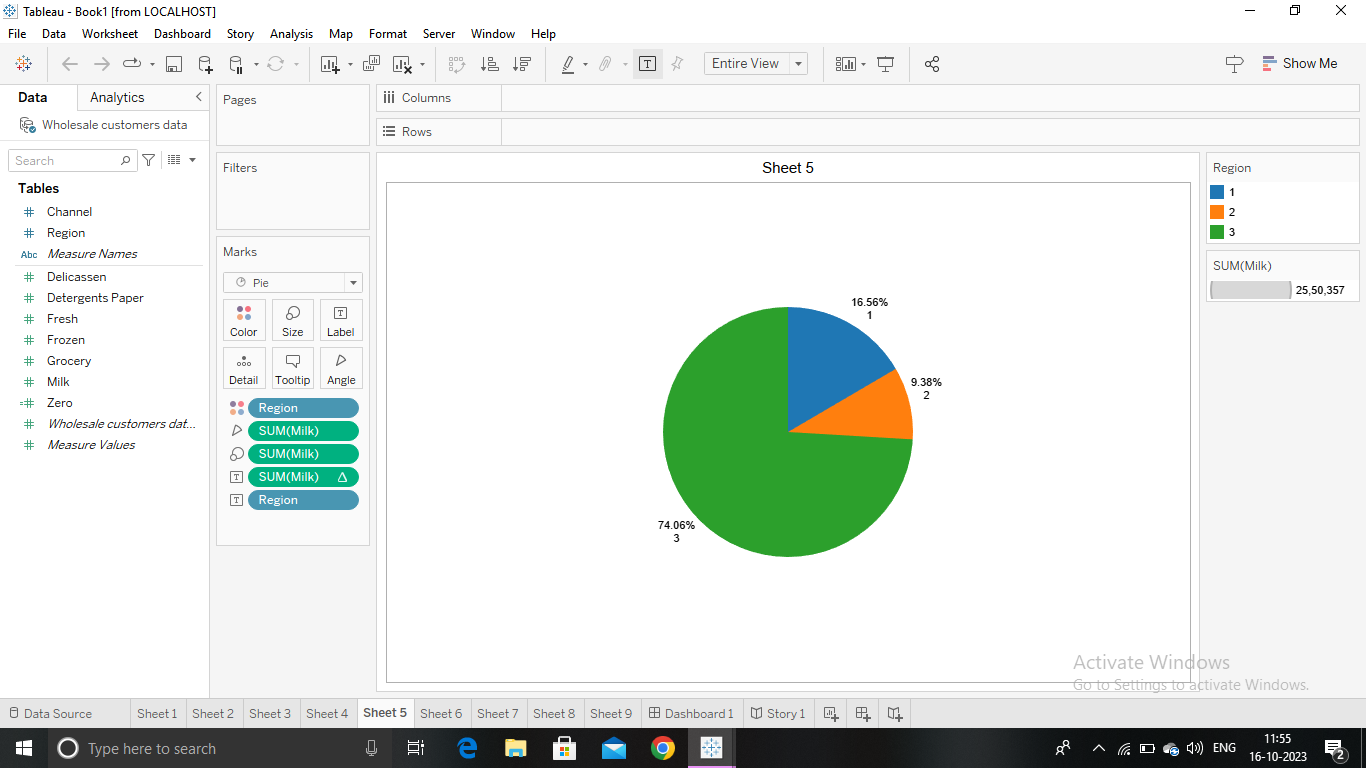 Tableau - Book1 [from LOCALHOST]
File Data Worksheet Dashboard Story Analysis Map Format Server Window Help
Entire View
Show Me
Data Analytics
Wholesale customers data
Search
Tables
Channel
Region
Abc Measure Names
Delicassen
Detergents Paper
Fresh
Frozen
Grocery
Milk
Zero
Wholesale customers dat...
Measure Values
Pages
Filters
Marks
Pie
Color Size Label
Detail Tooltip Angle
Region
SUM(Milk)
SUM(Milk)
SUM(Milk)
Region
Columns
Rows
Sheet 5
16.56%
1
9.38%
2
74.06%
3
Region
1
2
3
SUM(Milk)
25,50,357
Activate Windows
Go to Settings to activate Windows.
Data Source Sheet 1 Sheet 2 Sheet 3 Sheet 4 Sheet 5 Sheet 6 Sheet 7 Sheet 8 Sheet 9 Dashboard 1 Story 1
Type here to search
ENG
11:55
16-10-2023
2